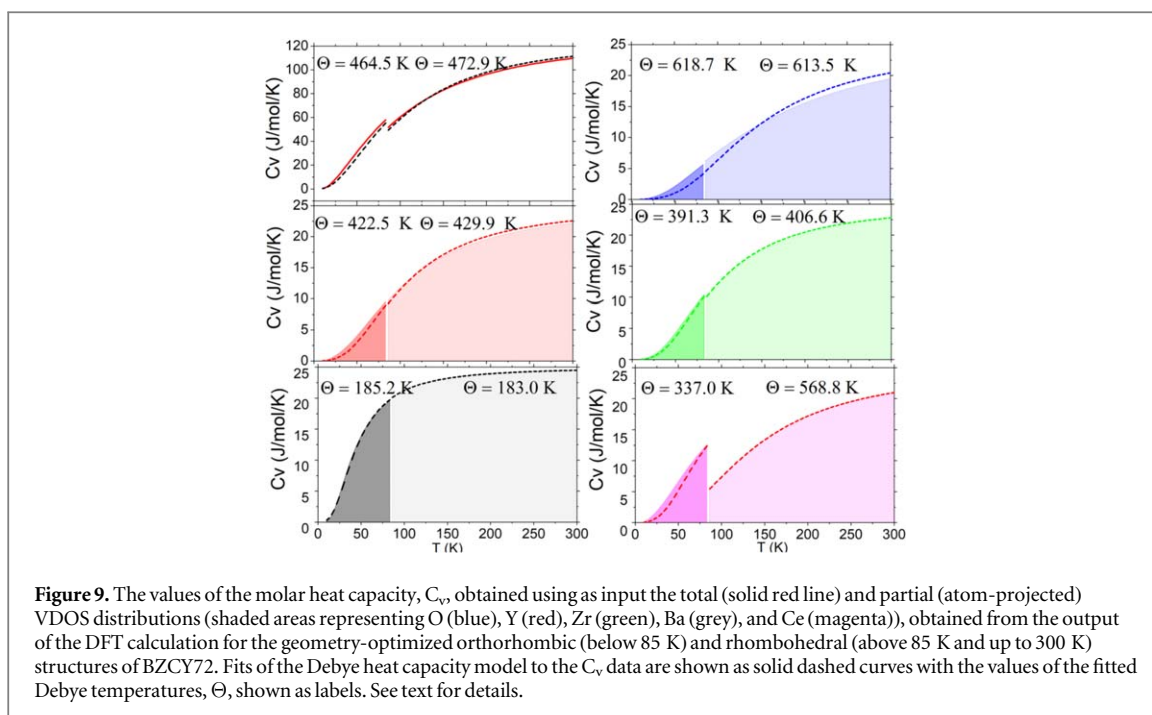 120
100
80
60
40
20
0
Cv (J/mol/K)
Θ = 464.5 K Θ = 472.9 K
25
20
15
10
5
0
Cv (J/mol/K)
Θ = 618.7 K Θ = 613.5 K
25
20
15
10
5
0
Cv (J/mol/K)
Θ = 422.5 K Θ = 429.9 K
25
20
15
10
5
0
Cv (J/mol/K)
Θ = 391.3 K Θ = 406.6 K
25
20
15
10
5
0
Cv (J/mol/K)
Θ = 185.2 K Θ = 183.0 K
0 50 100 150 200 250 300
T (K)
25
20
15
10
5
0
Cv (J/mol/K)
Θ = 337.0 K Θ = 568.8 K
0 50 100 150 200 250 300
T (K)
Figure 9. The values of the molar heat capacity, Cv, obtained using as input the total (solid red line) and partial (atom-projected)
VDOS distributions (shaded areas representing O (blue), Y (red), Zr (green), Ba (grey), and Ce (magenta)), obtained from the output
of the DFT calculation for the geometry-optimized orthorhombic (below 85 K) and rhombohedral (above 85 K and up to 300 K)
structures of BZCY72. Fits of the Debye heat capacity model to the Cv data are shown as solid dashed curves with the values of the fitted
Debye temperatures, Θ, shown as labels. See text for details.